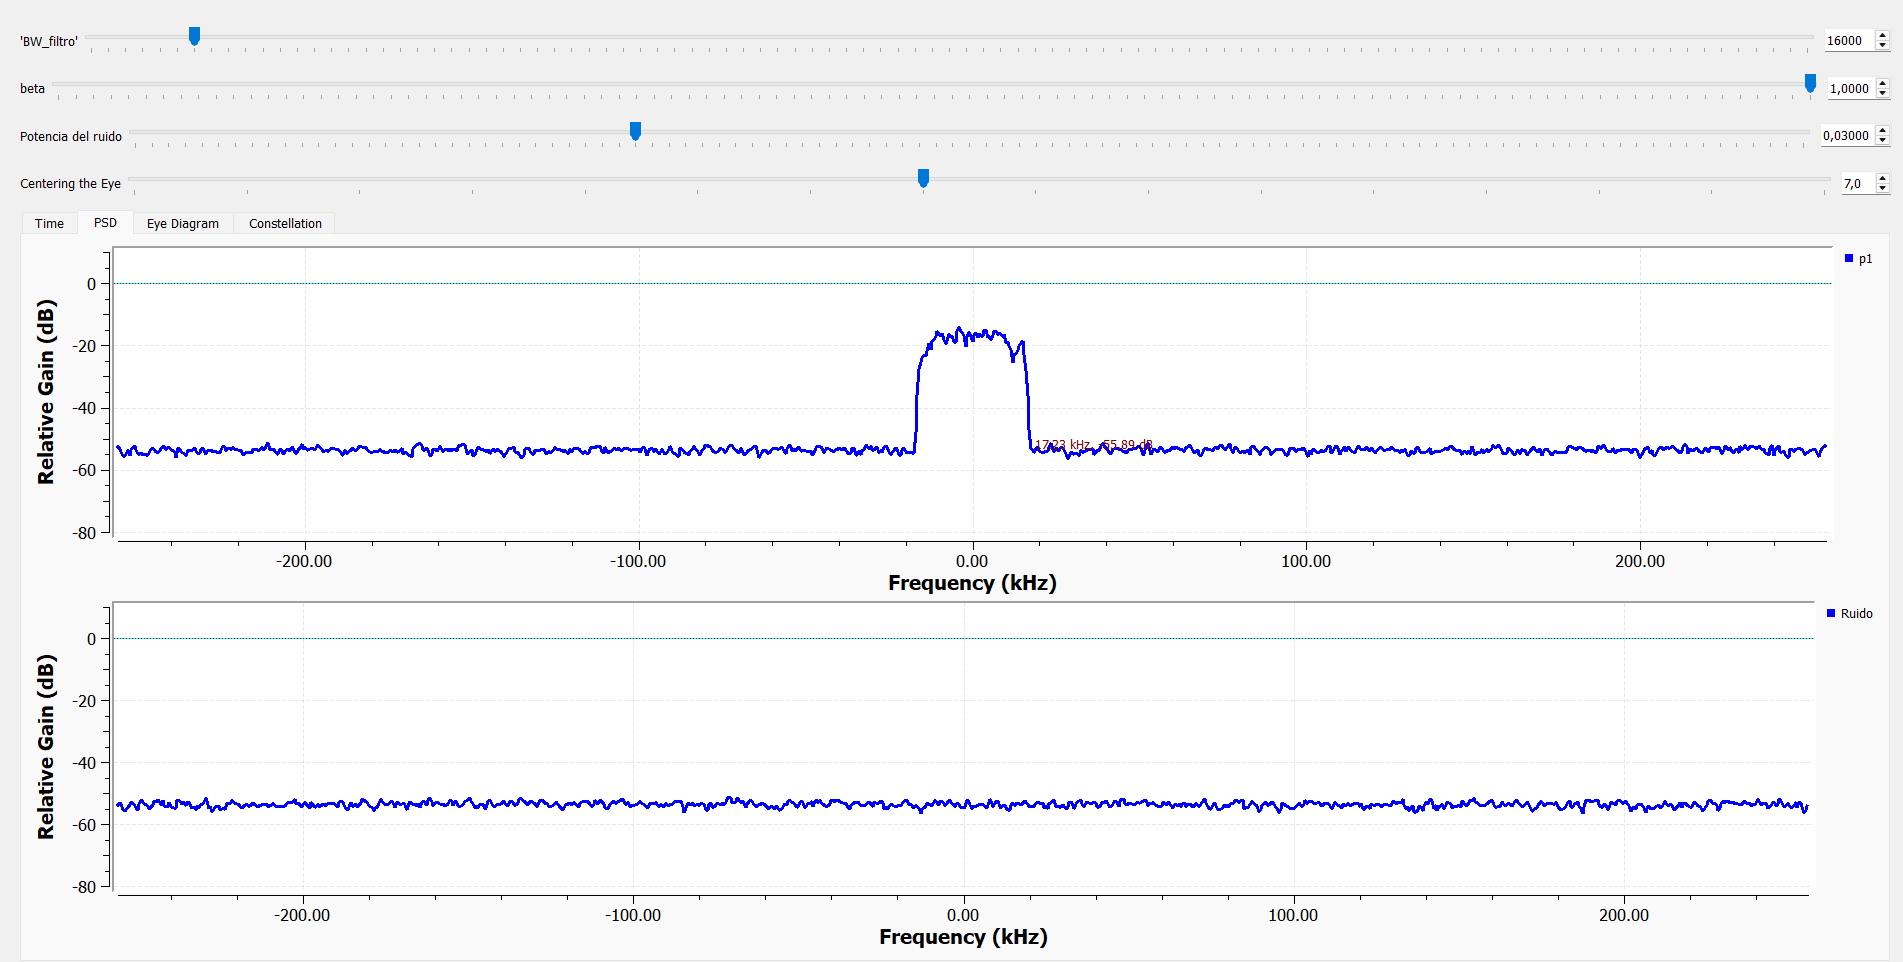 'BW_filtro' 16000
beta 1,0000
Potencia del ruido 0,03000
Centering the Eye 7,0
Time PSD Eye Diagram Constellation
p1
0
-20
-40
-60
-80
Relative Gain (dB)
17.23 kHz, -55.89 dB
-200.00 -100.00 0.00 100.00 200.00
Frequency (kHz)
Ruido
0
-20
-40
-60
-80
Relative Gain (dB)
-200.00 -100.00 0.00 100.00 200.00
Frequency (kHz)